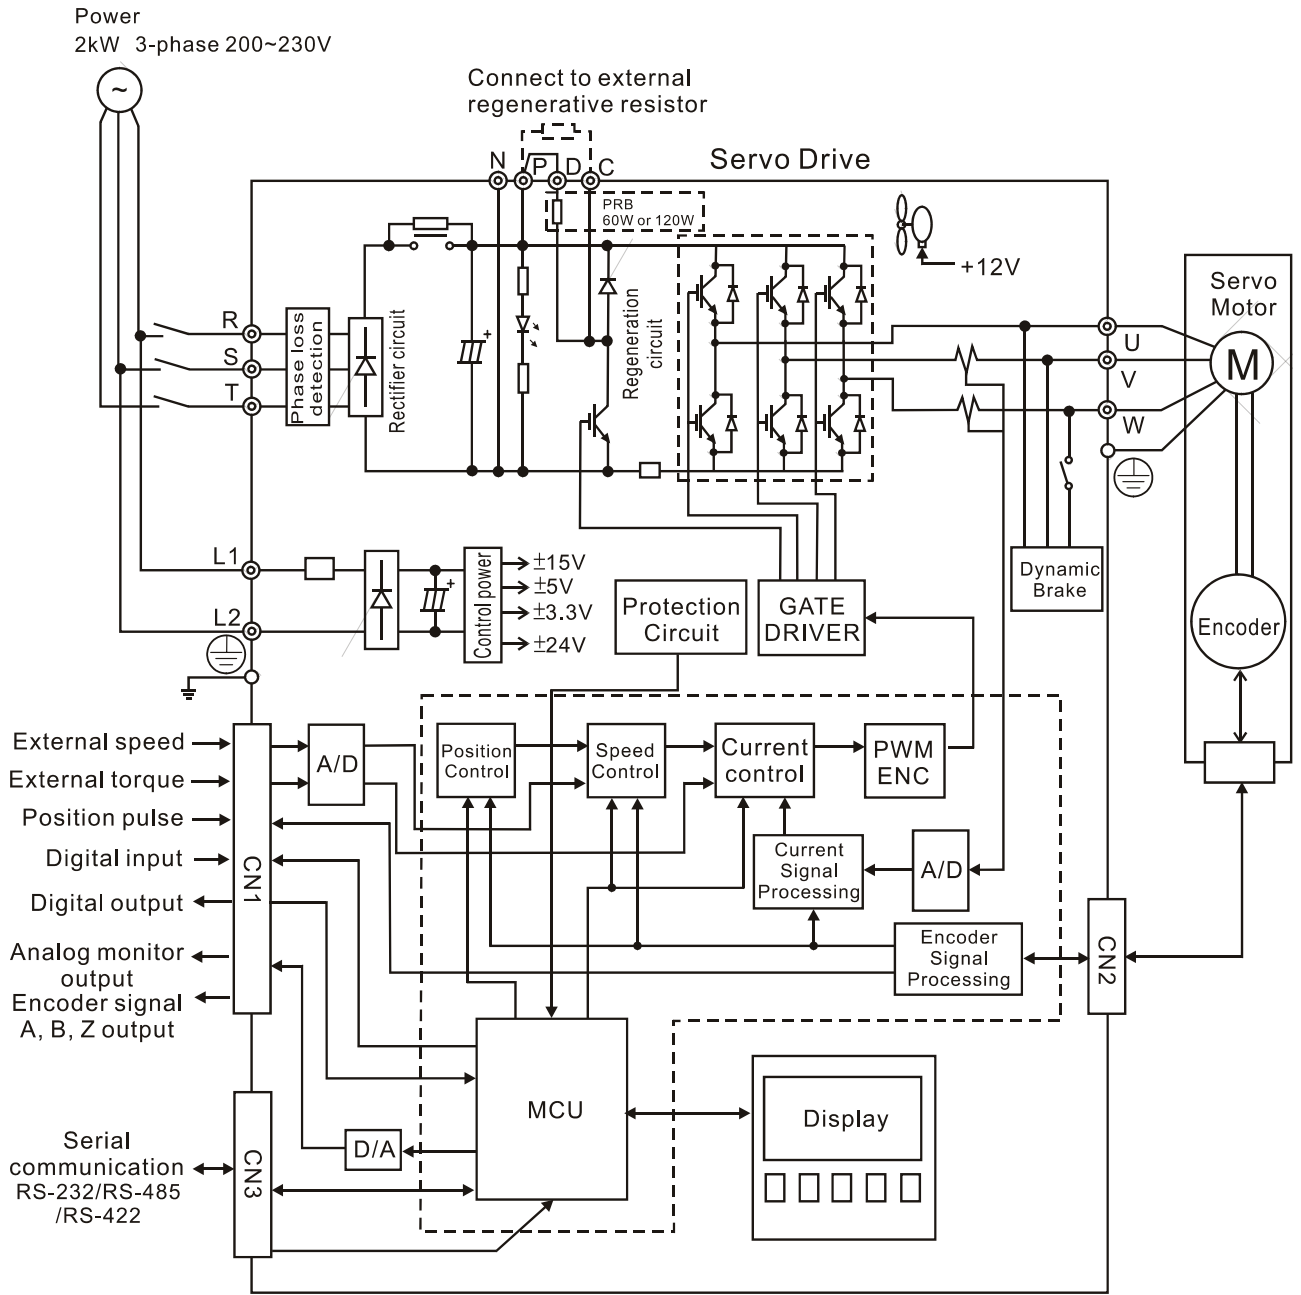 Power
2kW 3-phase 200~230V
~
Connect to external
regenerative resistor
N
P
D
C
Servo Drive
PRB
60W or 120W
+12V
Servo
Motor
R
S
T
Phase loss
detection
Rectifier circuit
+
Regeneration
circuit
U
V
W
M
L1
L2
+
Control power
±15V
±5V
±3.3V
±24V
Protection
Circuit
GATE
DRIVER
Dynamic
Brake
Encoder
External speed
External torque
Position pulse
Digital input
Digital output
Analog monitor
output
Encoder signal
A, B, Z output
CN1
A/D
Position
Control
Speed
Control
Current
control
PWM
ENC
Current
Signal
Processing
A/D
Encoder
Signal
Processing
CN2
MCU
Display
D/A
Serial
communication
RS-232/RS-485
/RS-422
CN3